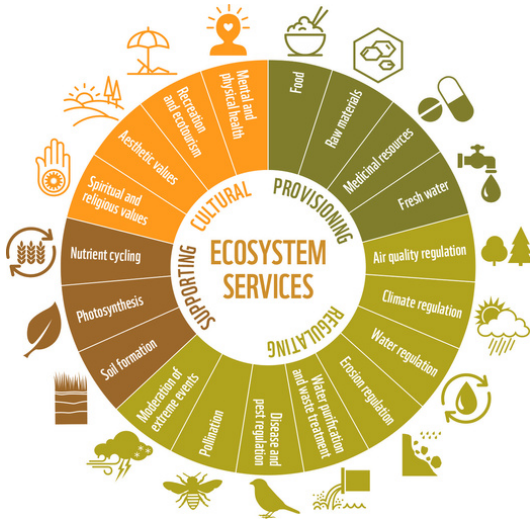 ECOSYSTEM
SERVICES
PROVISIONING
Food
Raw materials
Medicinal resources
Fresh water
REGULATING
Air quality regulation
Climate regulation
Water regulation
Erosion regulation
Water purification
and waste treatment
Disease and
pest regulation
Pollination
Moderation of
extreme events
SUPPORTING
Soil formation
Photosynthesis
Nutrient cycling
CULTURAL
Spiritual and
religious values
Aesthetic values
Recreation
and ecotourism
Mental and
physical health